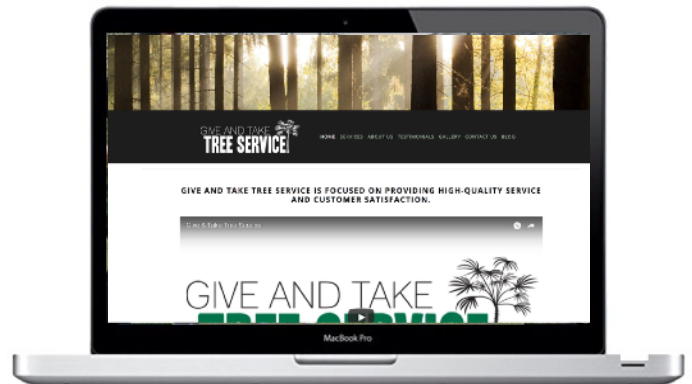 GIVE AND TAKE
TREE SERVICE
HOME SERVICES ABOUT US TESTIMONIALS GALLERY CONTACT US BLOG
GIVE AND TAKE TREE SERVICE IS FOCUSED ON PROVIDING HIGH-QUALITY SERVICE
AND CUSTOMER SATISFACTION.
Give & Take Tree Service
GIVE AND TAKE
TREE SERVICE
MacBook Pro